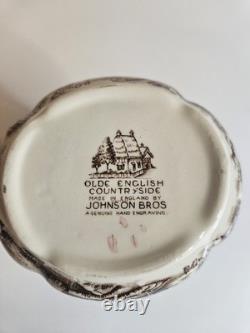 OLDE ENGLISH
COUNTRYSIDE
MADE IN ENGLAND BY
JOHNSON BROS
A GENUINE HAND ENGRAVING